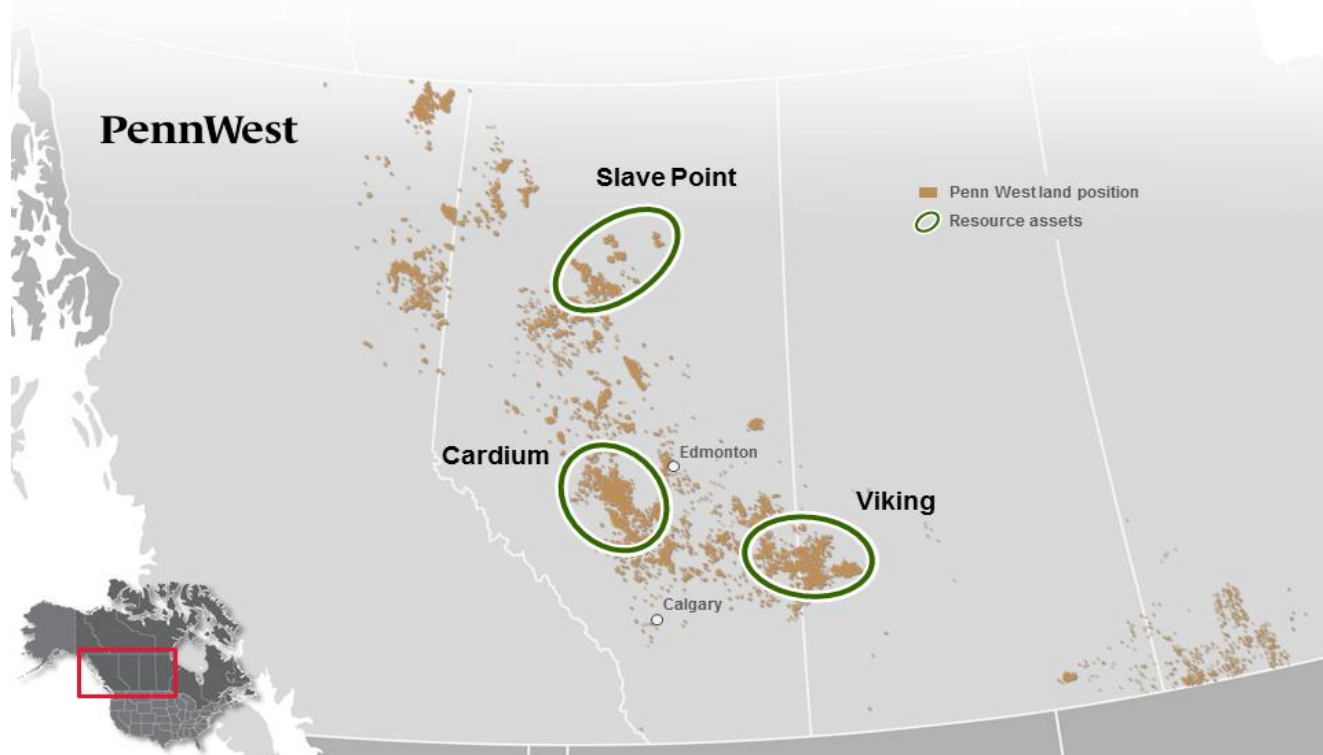 PennWest
Slave Point
Penn West land position
Resource assets
Cardium
Edmonton
Viking
Calgary